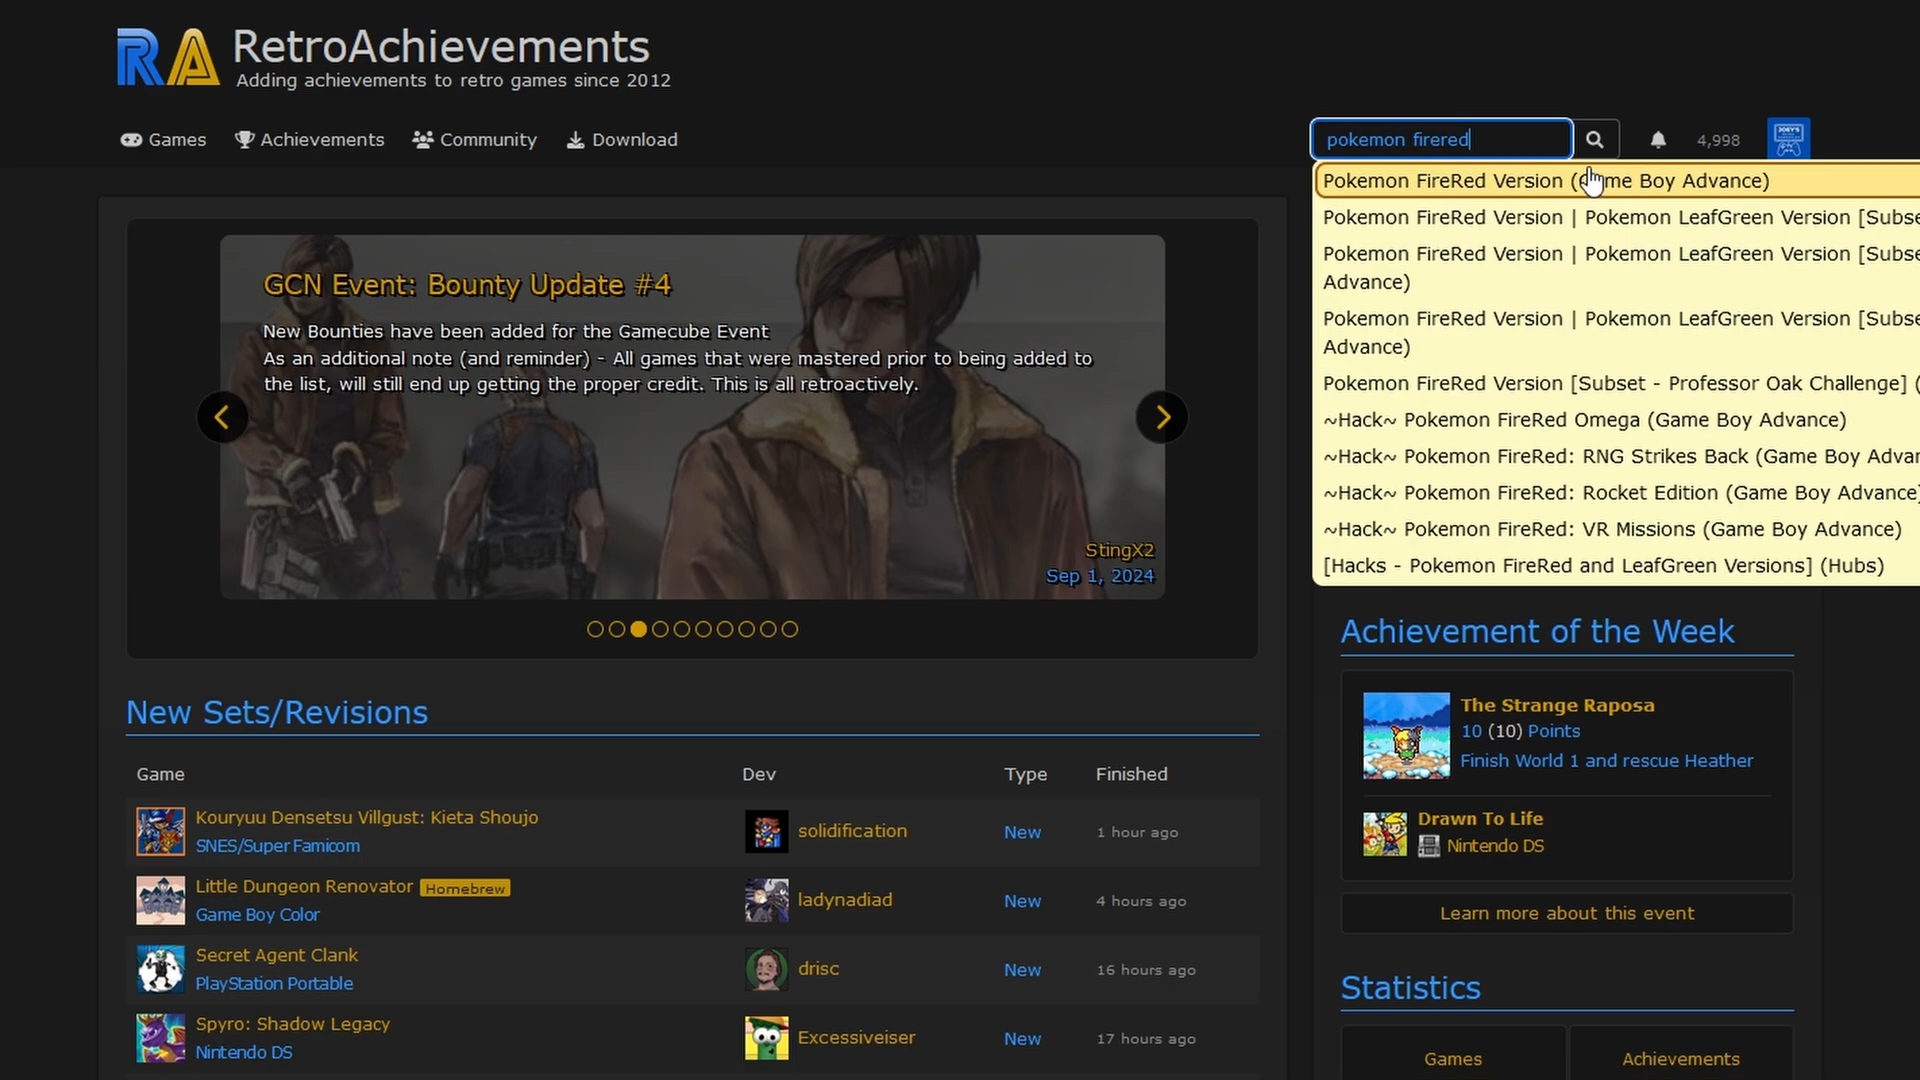 RA RetroAchievements
Adding achievements to retro games since 2012
Games
Achievements
Community
Download
pokemon firered
4,998
JOEY'S
Pokemon FireRed Version (Game Boy Advance)
Pokemon FireRed Version | Pokemon LeafGreen Version [Subse
Pokemon FireRed Version | Pokemon LeafGreen Version [Subse
Advance)
Pokemon FireRed Version | Pokemon LeafGreen Version [Subse
Advance)
Pokemon FireRed Version [Subset - Professor Oak Challenge] (
~Hack~ Pokemon FireRed Omega (Game Boy Advance)
~Hack~ Pokemon FireRed: RNG Strikes Back (Game Boy Advan
~Hack~ Pokemon FireRed: Rocket Edition (Game Boy Advance)
~Hack~ Pokemon FireRed: VR Missions (Game Boy Advance)
[Hacks - Pokemon FireRed and LeafGreen Versions] (Hubs)
GCN Event: Bounty Update #4
New Bounties have been added for the Gamecube Event
As an additional note (and reminder) - All games that were mastered prior to being added to
the list, will still end up getting the proper credit. This is all retroactively.
StingX2
Sep 1, 2024
New Sets/Revisions
Game Dev Type Finished
Kouryuu Densetsu Villgust: Kieta Shoujo
SNES/Super Famicom
solidification
New
1 hour ago
Little Dungeon Renovator Homebrew
Game Boy Color
ladynadiad
New
4 hours ago
Secret Agent Clank
PlayStation Portable
drisc
New
16 hours ago
Spyro: Shadow Legacy
Nintendo DS
Excessiveiser
New
17 hours ago
Achievement of the Week
The Strange Raposa
10 (10) Points
Finish World 1 and rescue Heather
Drawn To Life
Nintendo DS
Learn more about this event
Statistics
Games
Achievements